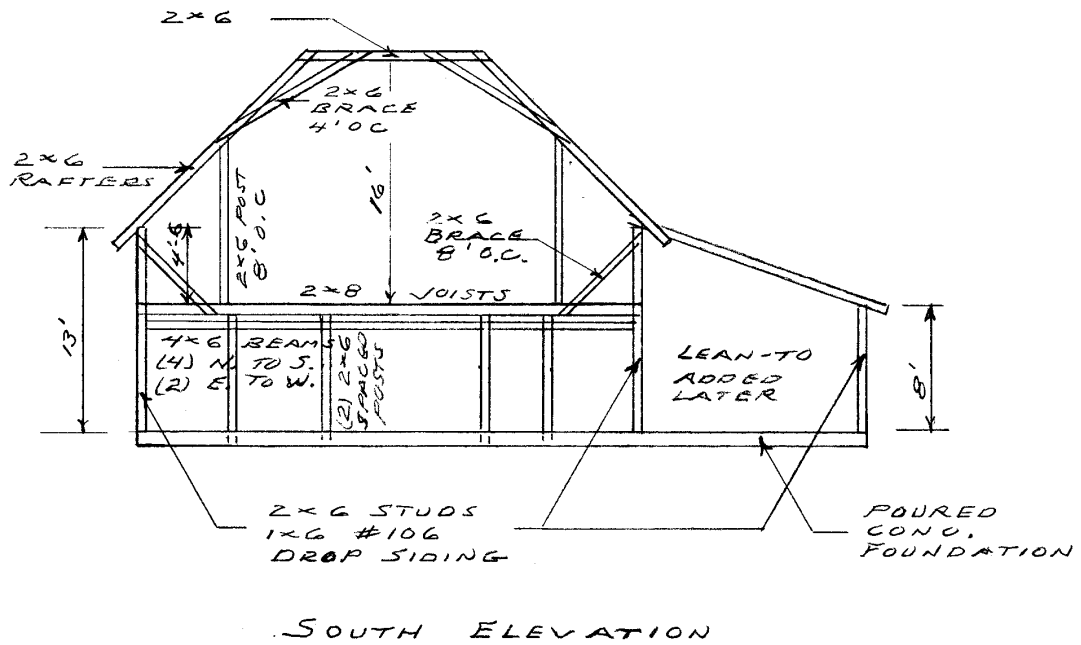 2×6
2×6
BRACE
4' O C
2×6
RAFTERS
2×6 POST
8' O.C
16'
4'-6
2×6
BRACE
8' O.C.
2×8 JOISTS
13'
4×6 BEAMS
(4) N. TO S.
(2) E. TO W.
(2) 2×6
SPACED
POSTS
LEAN-TO
ADDED
LATER
8'
2×6 STUDS
1×6 #106
DROP SIDING
POURED
CONC.
FOUNDATION
SOUTH ELEVATION